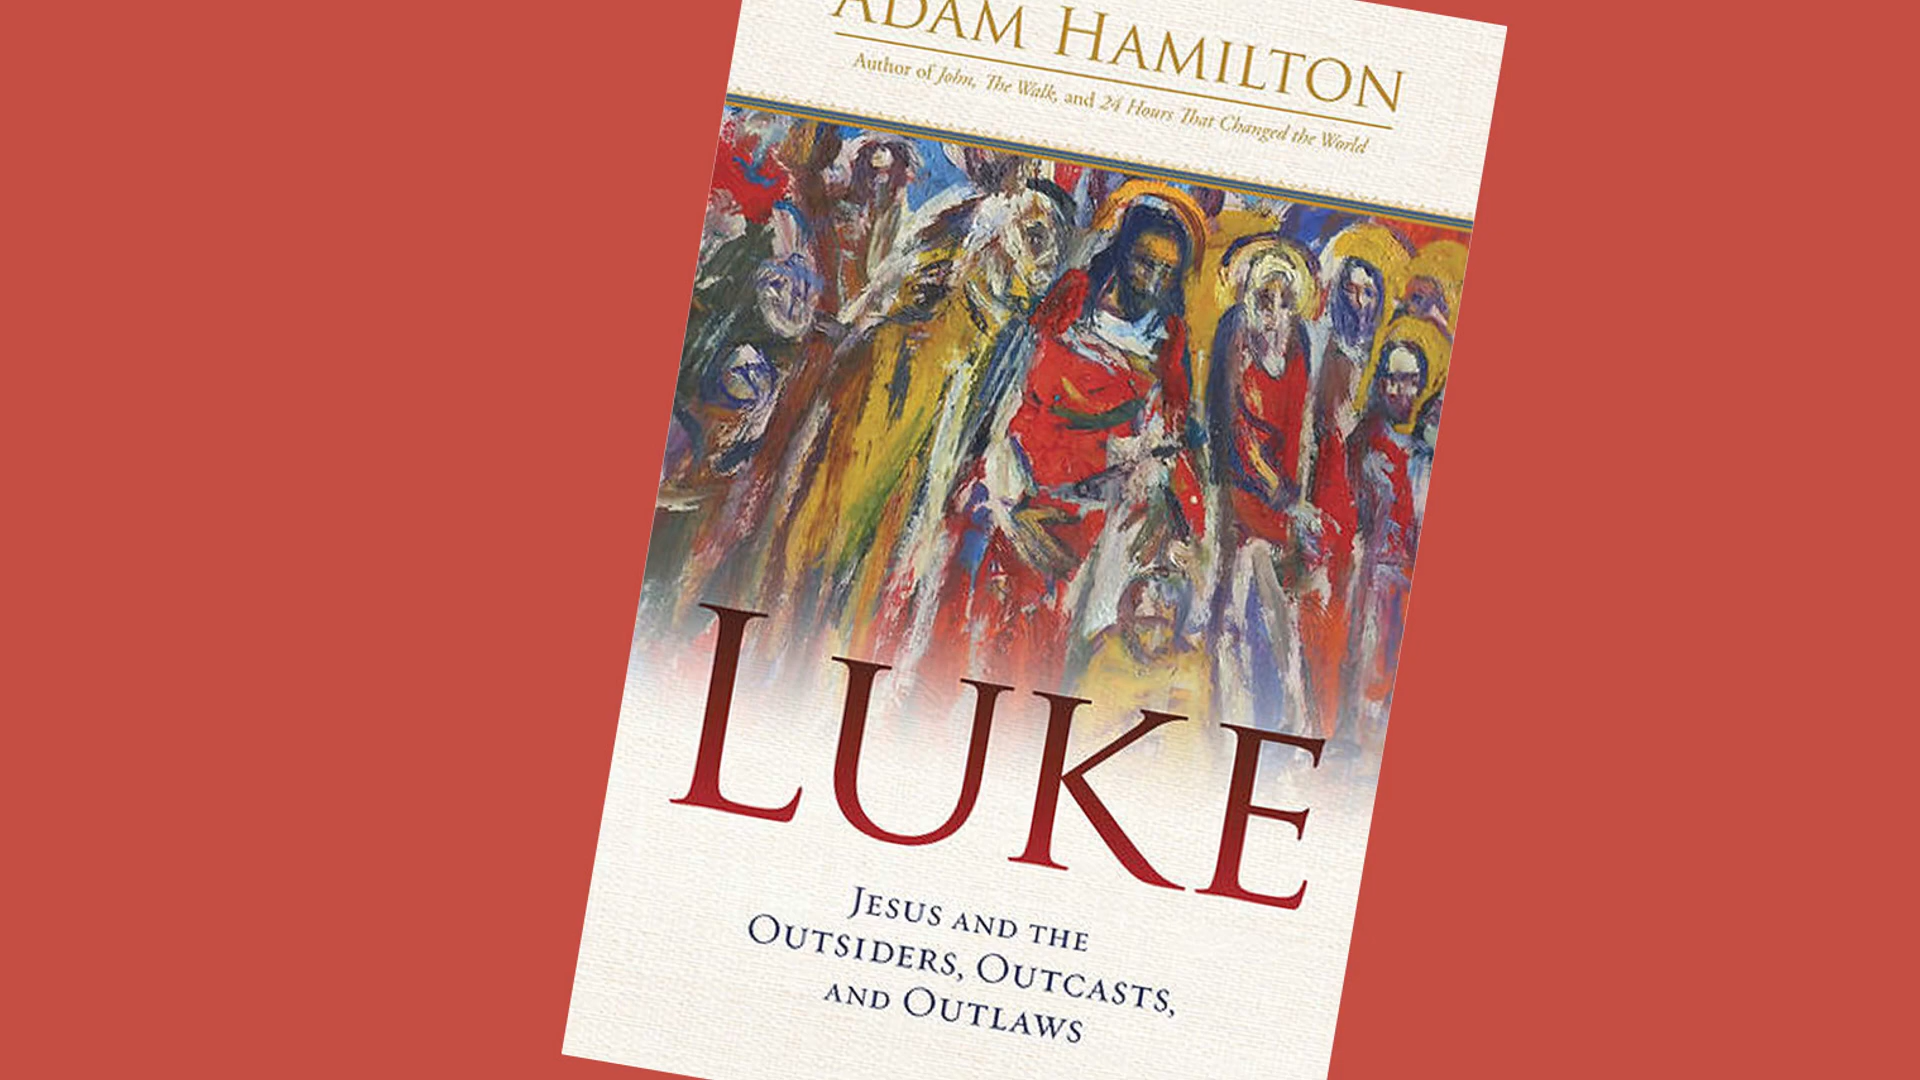 ADAM HAMILTON
Author of John, The Walk, and 24 Hours That Changed the World
LUKE
JESUS AND THE
OUTSIDERS, OUTCASTS,
AND OUTLAWS